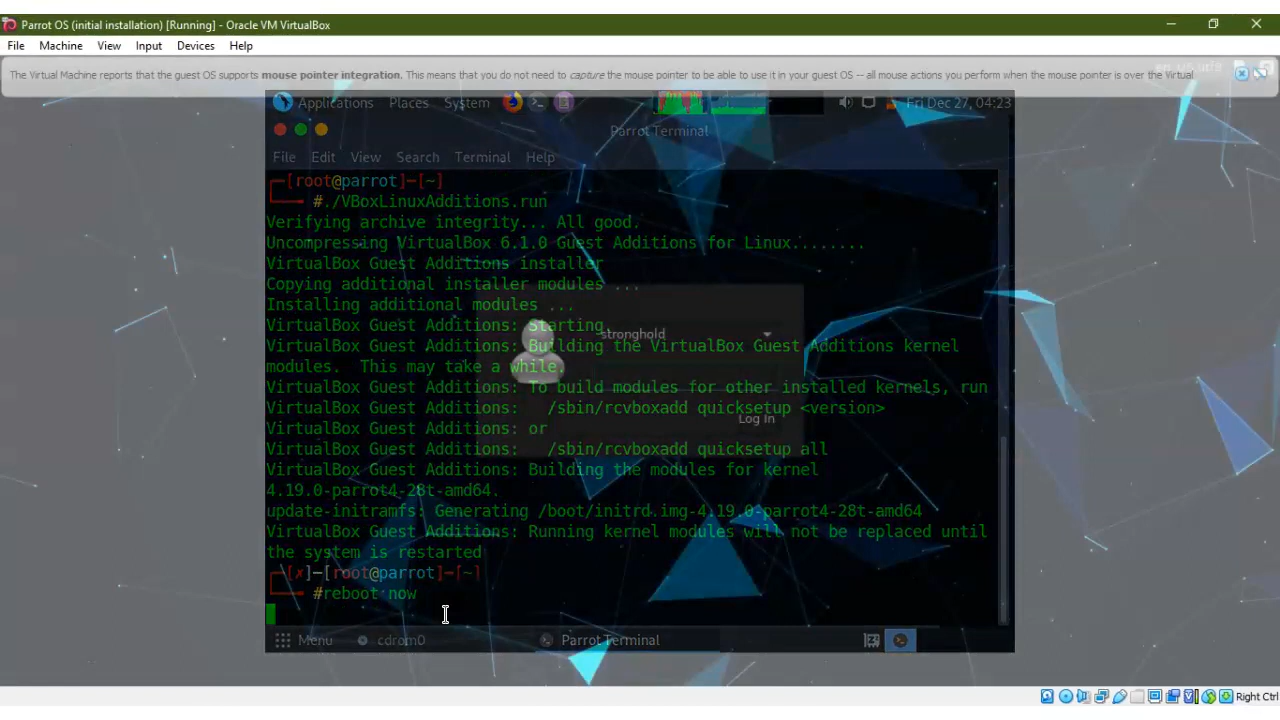 Parrot OS (initial installation) [Running] - Oracle VM VirtualBox
File Machine View Input Devices Help
The Virtual Machine reports that the guest OS supports mouse pointer integration. This means that you do not need to capture the mouse pointer to be able to use it in your guest OS -- all mouse actions you perform when the mouse pointer is over the Virtual
Applications Places System Fri Dec 27, 04:23
Parrot Terminal
File Edit View Search Terminal Help
[root@parrot]-[~]
#./VBoxLinuxAdditions.run
Verifying archive integrity... All good.
Uncompressing VirtualBox 6.1.0 Guest Additions for Linux........
VirtualBox Guest Additions installer
Copying additional installer modules ...
Installing additional modules ...
VirtualBox Guest Additions: Starting.
stronghold
VirtualBox Guest Additions: Building the VirtualBox Guest Additions kernel
modules.  This may take a while.
VirtualBox Guest Additions: To build modules for other installed kernels, run
VirtualBox Guest Additions:   /sbin/rcvboxadd quicksetup <version>
Log In
VirtualBox Guest Additions: or
VirtualBox Guest Additions:   /sbin/rcvboxadd quicksetup all
VirtualBox Guest Additions: Building the modules for kernel
4.19.0-parrot4-28t-amd64.
update-initramfs: Generating /boot/initrd.img-4.19.0-parrot4-28t-amd64
VirtualBox Guest Additions: Running kernel modules will not be replaced until
the system is restarted
[✗]-[root@parrot]-[~]
#reboot now
Menu cdrom0 Parrot Terminal
Right Ctrl